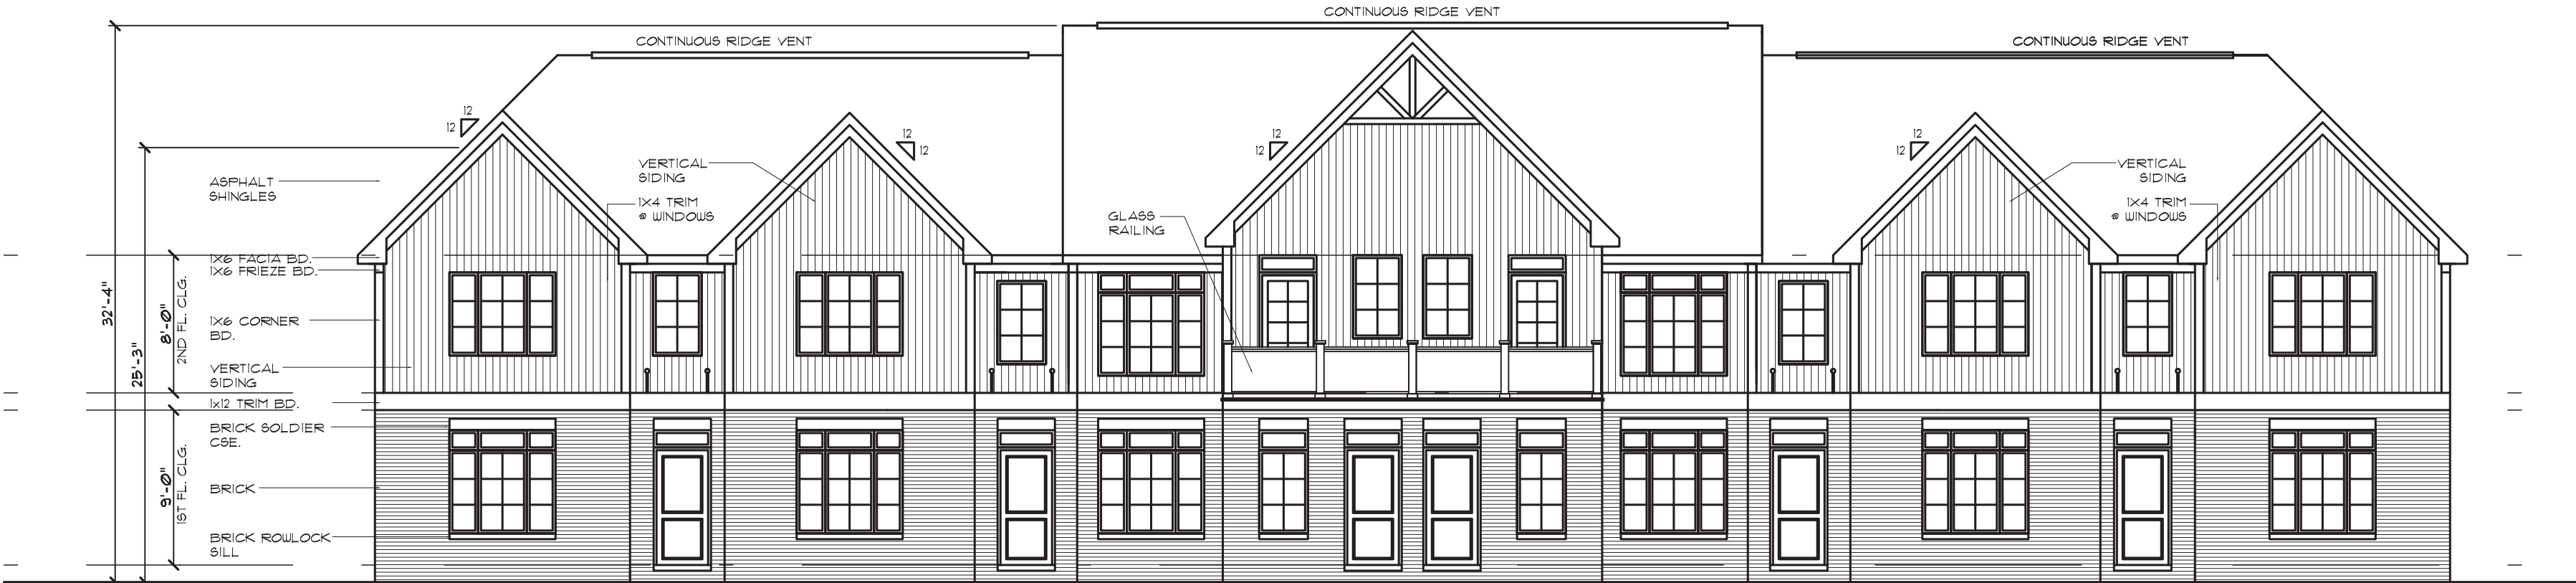 CONTINUOUS RIDGE VENT
CONTINUOUS RIDGE VENT
CONTINUOUS RIDGE VENT
12
12
12
12
12
12
12
12
VERTICAL
SIDING
1X4 TRIM
@ WINDOWS
GLASS
RAILING
VERTICAL
SIDING
1X4 TRIM
@ WINDOWS
ASPHALT
SHINGLES
1X6 FACIA BD.
1X6 FRIEZE BD.
1X6 CORNER
BD.
VERTICAL
SIDING
1x12 TRIM BD.
BRICK SOLDIER
CSE.
BRICK
BRICK ROWLOCK
SILL
32'-4"
25'-3"
8'-0"
2ND FL. CLG.
9'-0"
1ST FL. CLG.